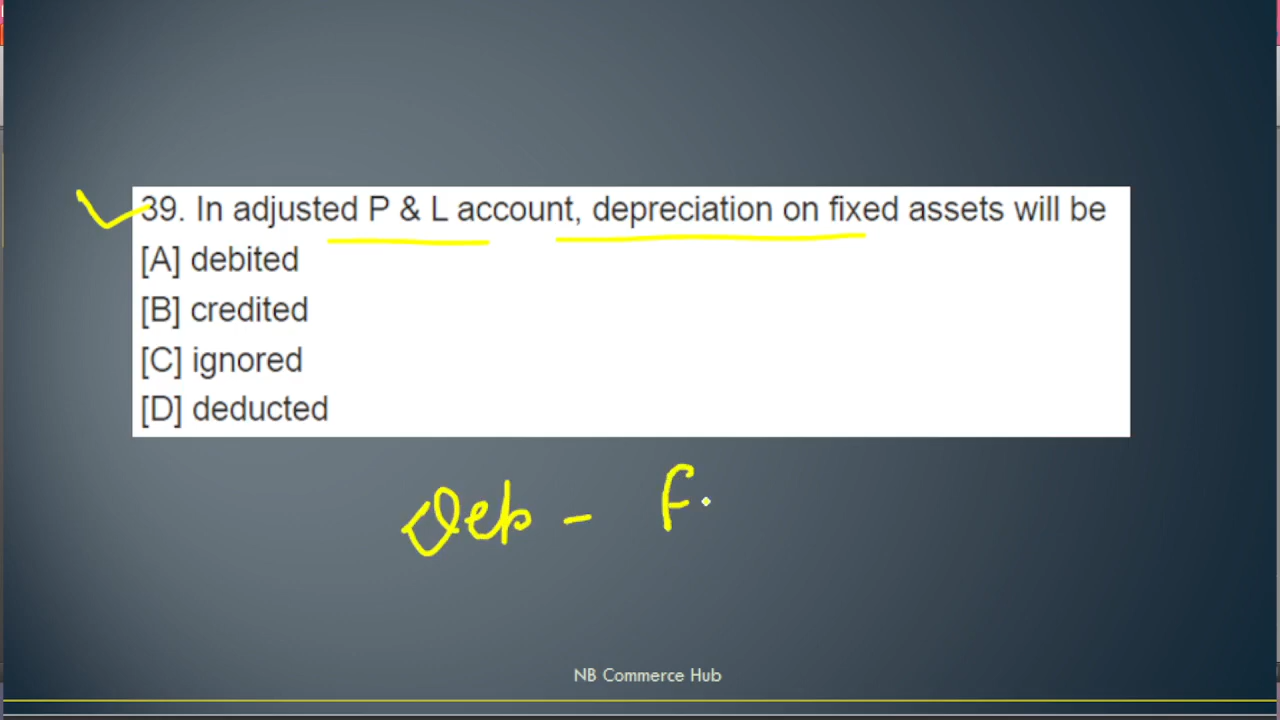 39. In adjusted P & L account, depreciation on fixed assets will be
[A] debited
[B] credited
[C] ignored
[D] deducted
Dep - F.
NB Commerce Hub